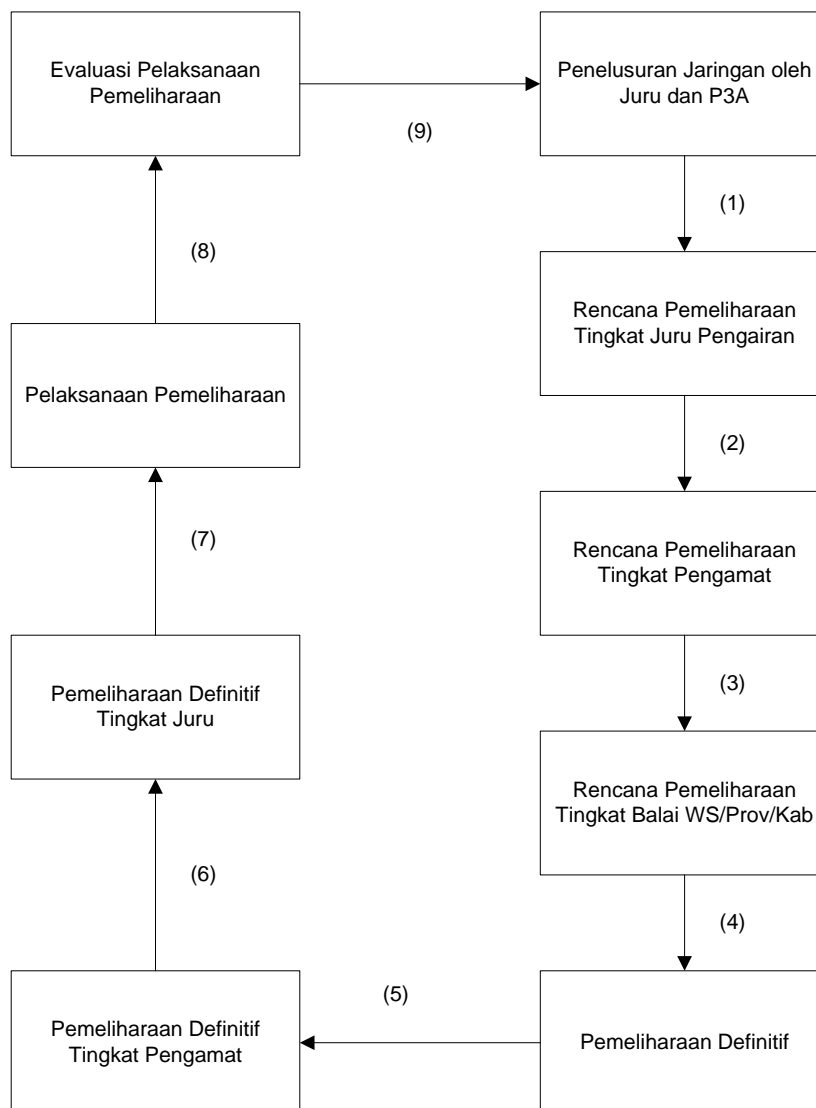 Evaluasi Pelaksanaan
Pemeliharaan
(9)
Penelusuran Jaringan oleh
Juru dan P3A
(1)
Rencana Pemeliharaan
Tingkat Juru Pengairan
(2)
Rencana Pemeliharaan
Tingkat Pengamat
(3)
Rencana Pemeliharaan
Tingkat Balai WS/Prov/Kab
(4)
Pemeliharaan Definitif
(5)
Pemeliharaan Definitif
Tingkat Pengamat
(6)
Pemeliharaan Definitif
Tingkat Juru
(7)
Pelaksanaan Pemeliharaan
(8)